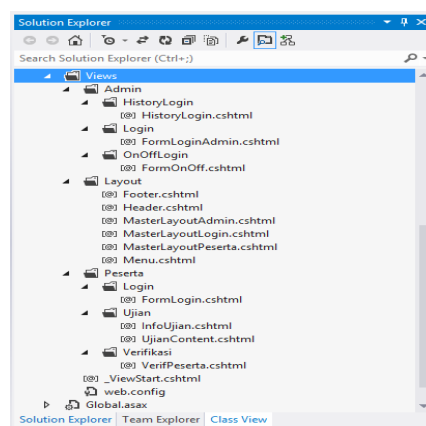 Solution Explorer
Search Solution Explorer (Ctrl+;)
Views
Admin
HistoryLogin
HistoryLogin.cshtml
Login
FormLoginAdmin.cshtml
OnOffLogin
FormOnOff.cshtml
Layout
Footer.cshtml
Header.cshtml
MasterLayoutAdmin.cshtml
MasterLayoutLogin.cshtml
MasterLayoutPeserta.cshtml
Menu.cshtml
Peserta
Login
FormLogin.cshtml
Ujian
InfoUjian.cshtml
UjianContent.cshtml
Verifikasi
VerifPeserta.cshtml
_ViewStart.cshtml
web.config
Global.asax
Solution Explorer Team Explorer Class View